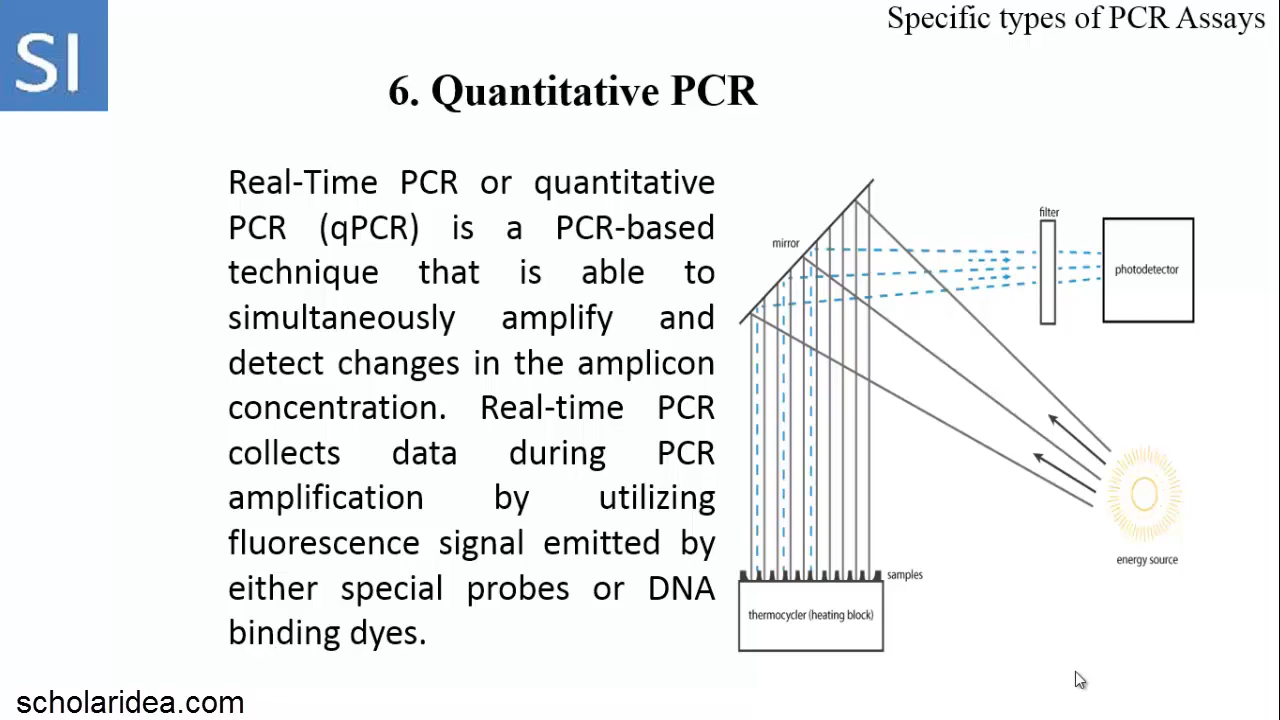 SI
Specific types of PCR Assays
6. Quantitative PCR
Real-Time PCR or quantitative
PCR (qPCR) is a PCR-based
technique that is able to
simultaneously amplify and
detect changes in the amplicon
concentration. Real-time PCR
collects data during PCR
amplification by utilizing
fluorescence signal emitted by
either special probes or DNA
binding dyes.
mirror
filter
photodetector
energy source
samples
thermocycler (heating block)
scholaridea.com